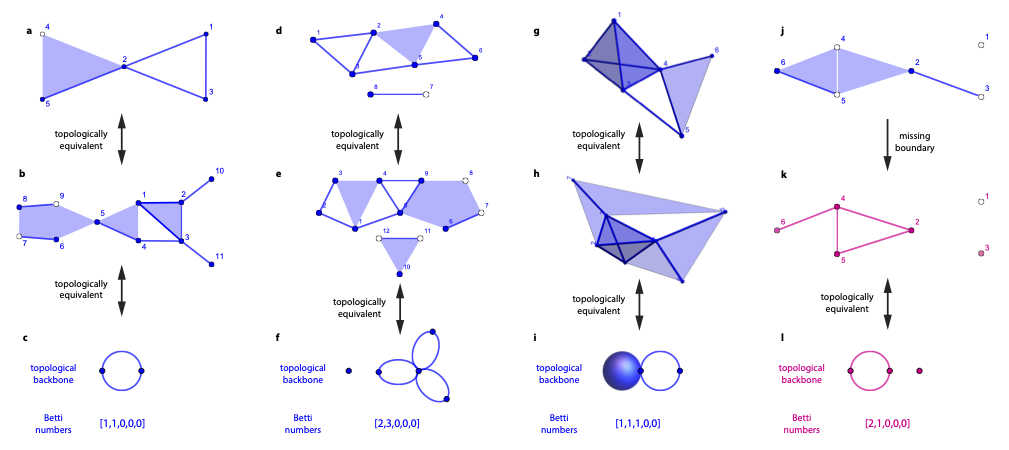 a
4
1
2
5
3
topologically
equivalent
b
8
9
7
6
5
1
2
10
4
3
11
topologically
equivalent
c
topological
backbone
Betti
numbers
[1,1,0,0,0]
d
1
2
4
3
5
6
8
7
topologically
equivalent
e
3
4
9
8
2
1
7
6
12
11
10
topologically
equivalent
f
topological
backbone
Betti
numbers
[2,3,0,0,0]
g
1
6
4
3
5
topologically
equivalent
h
topologically
equivalent
i
topological
backbone
Betti
numbers
[1,1,1,0,0]
j
4
1
6
2
5
3
missing
boundary
k
4
1
6
2
5
3
topologically
equivalent
l
topological
backbone
Betti
numbers
[2,1,0,0,0]